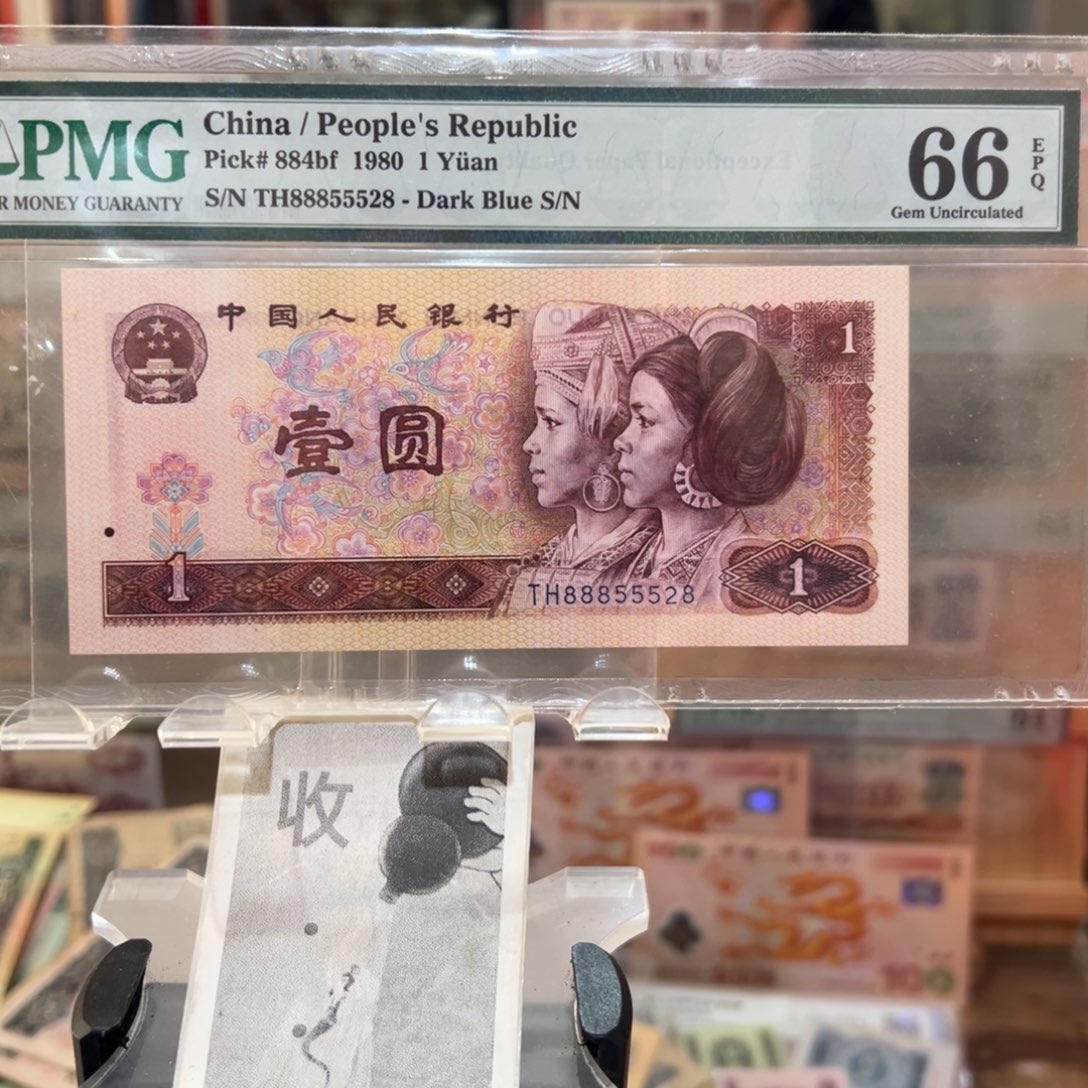 PMG
R MONEY GUARANTY
China / People's Republic
Pick# 884bf 1980 1 Yüan
S/N TH88855528 - Dark Blue S/N
66
EPQ
Gem Uncirculated
中国人民银行
1
壹圆
1
1
TH88855528
收
100